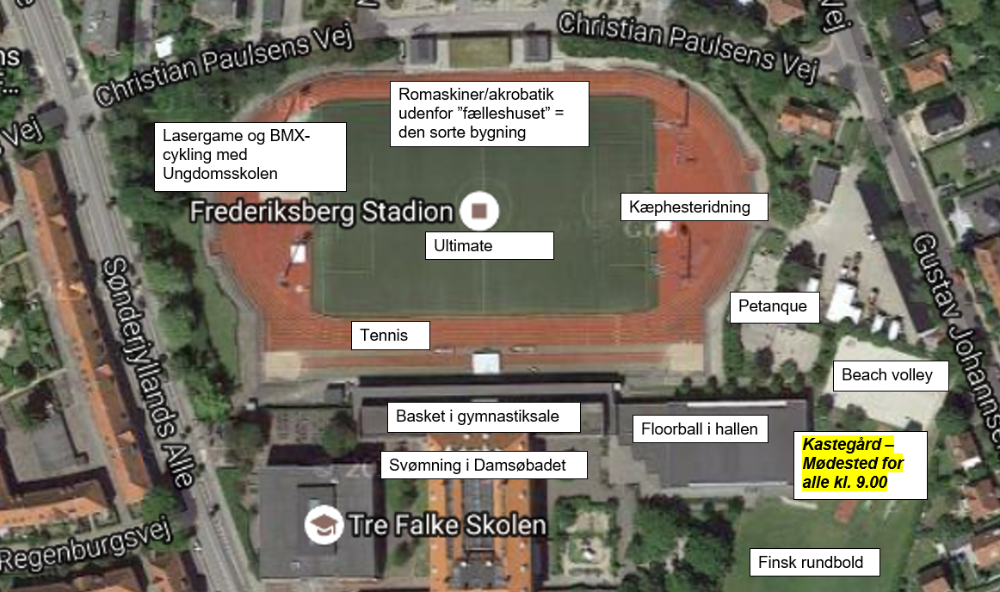 Christian Paulsens Vej
Christian Paulsens Vej
Vej
Vej
Romaskiner/akrobatik
udenfor ”fælleshuset” =
den sorte bygning
Lasergame og BMX-
cykling med
Ungdomsskolen
Frederiksberg Stadion
Kæphesteridning
Ultimate
Sønderjyllands Alle
Gustav Johannsens
Petanque
Tennis
Beach volley
Basket i gymnastiksale
Floorball i hallen
Svømning i Damsøbadet
Kastegård –
Mødested for
alle kl. 9.00
Tre Falke Skolen
Regenburgsvej
Finsk rundbold